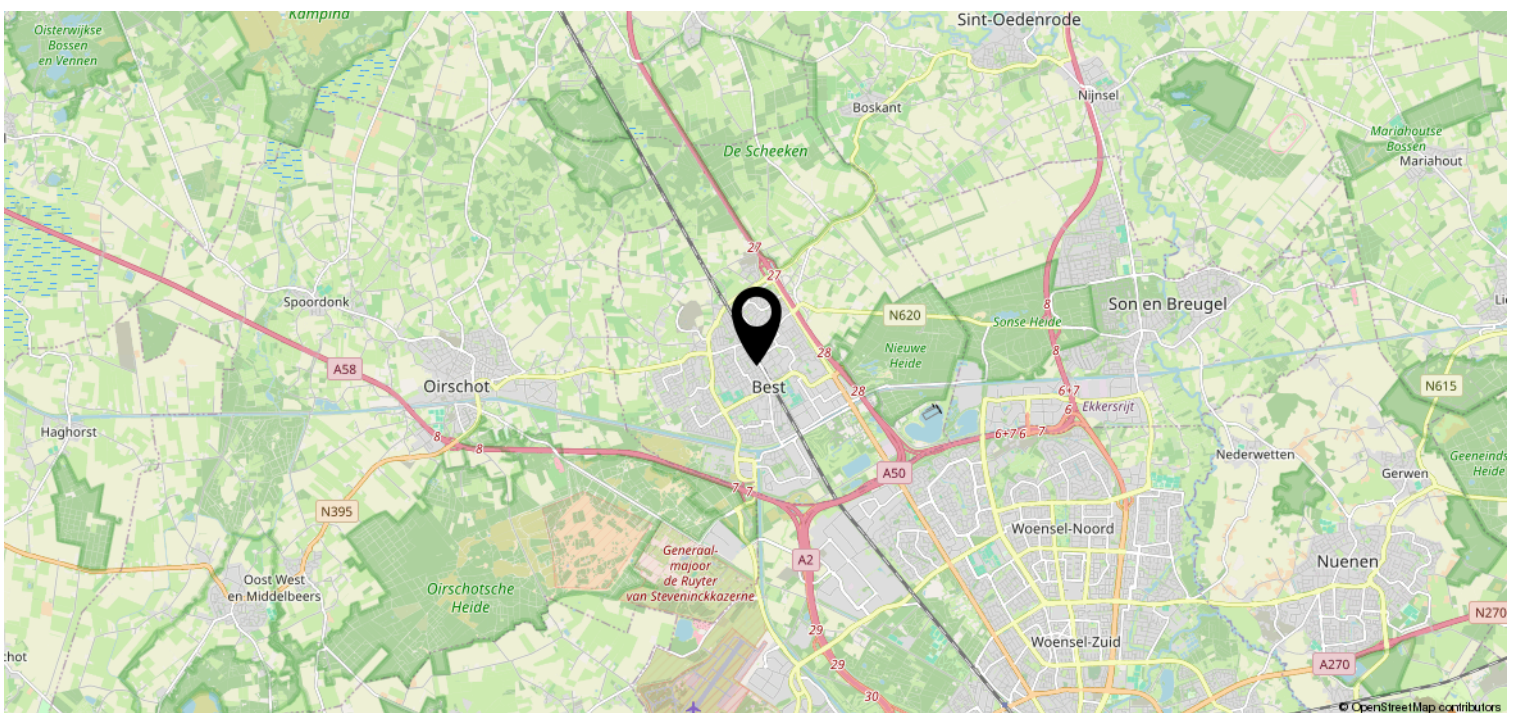 Kampina
Sint-Oedenrode
Oisterwijkse
Bossen
en Vennen
Nijnsel
Boskant
Mariahoutse
Bossen
Mariahout
De Scheeken
27
27
Spoordonk
8
Son en Breugel
N620
Sonse Heide
Nieuwe
Heide
28
8
A58
Oirschot
Best
28
6+7
N615
Ekkersrijt
6
Haghorst
8
8
6+7
6
7
Nederwetten
Geeneinds
Heide
Gerwen
A50
7
7
N395
Woensel-Noord
Generaal-
majoor
de Ruyter
van Steveninckkazerne
A2
Nuenen
Oost West
en Middelbeers
Oirschotsche
Heide
N270
29
Woensel-Zuid
29
A270
30
© OpenStreetMap contributors